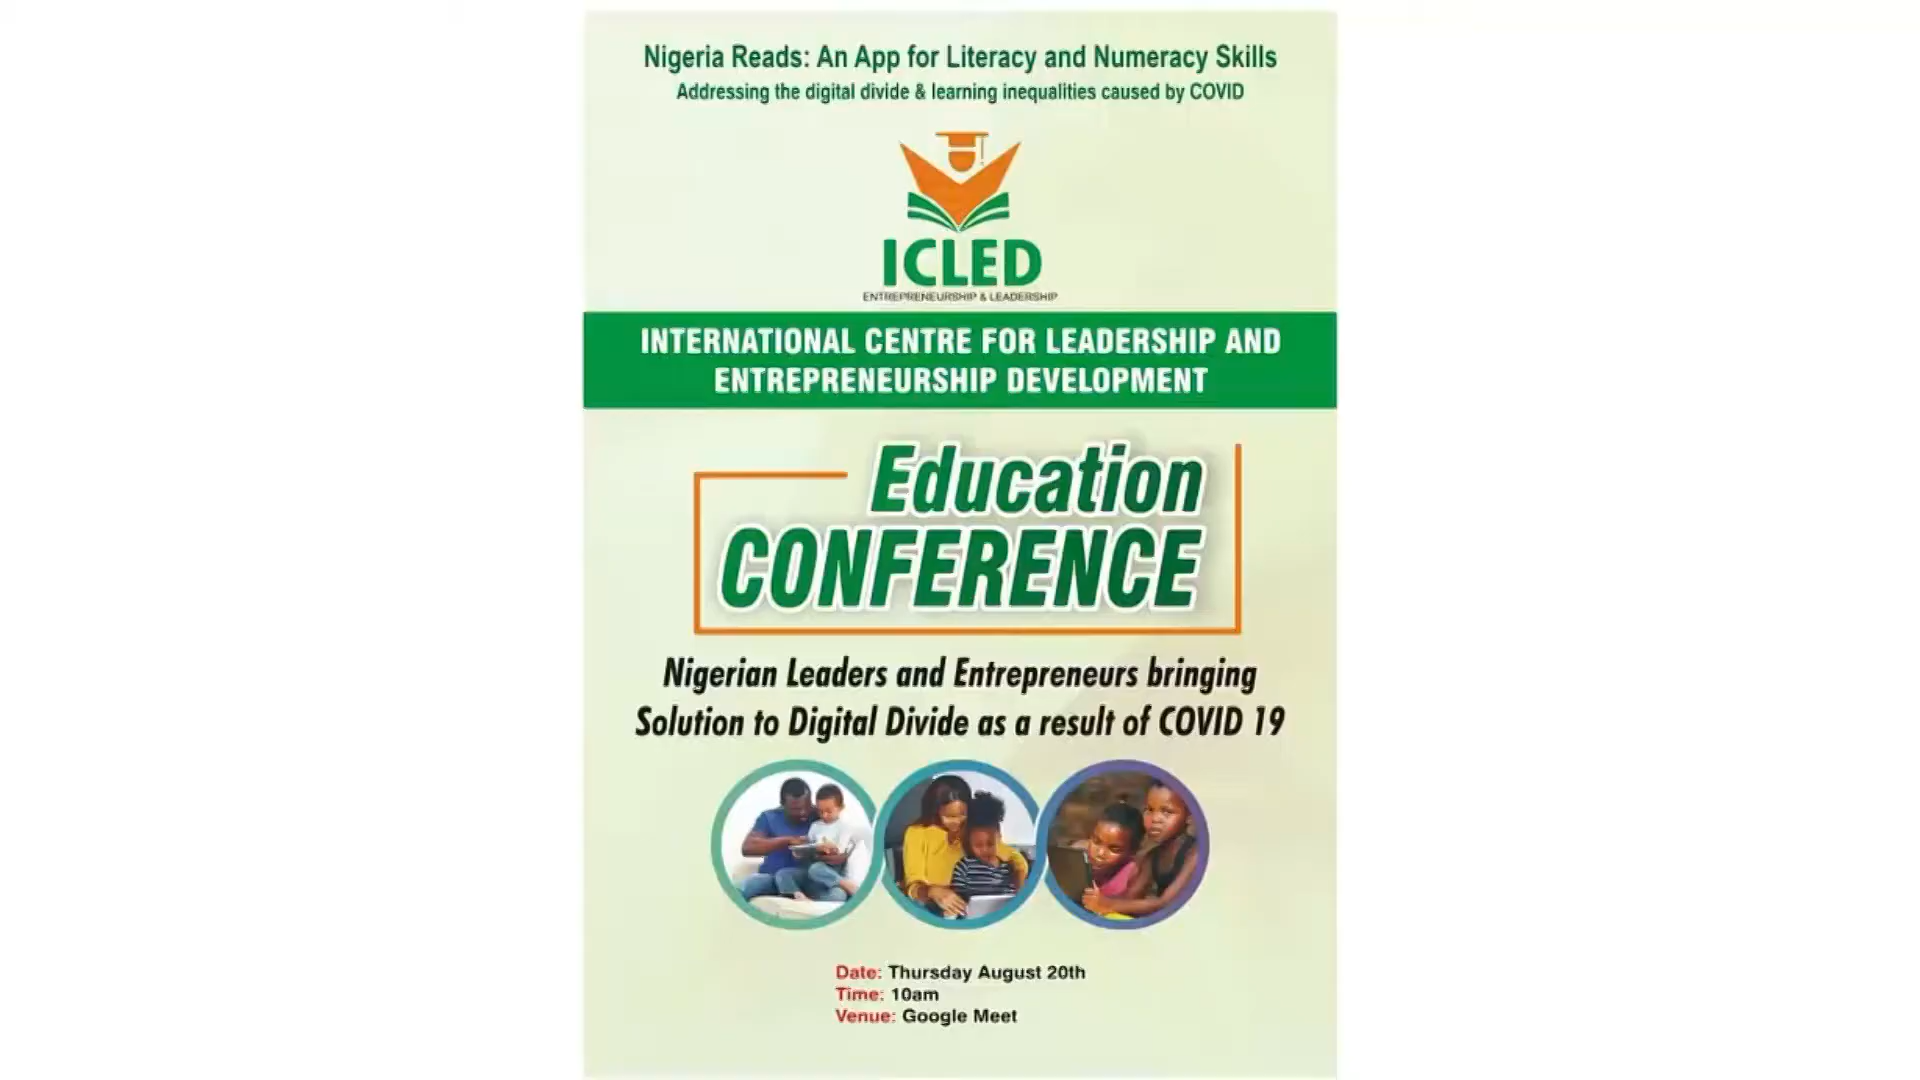 Nigeria Reads: An App for Literacy and Numeracy Skills
Addressing the digital divide & learning inequalities caused by COVID
ICLED
ENTREPRENEURSHIP & LEADERSHIP
INTERNATIONAL CENTRE FOR LEADERSHIP AND
ENTREPRENEURSHIP DEVELOPMENT
Education
CONFERENCE
Nigerian Leaders and Entrepreneurs bringing
Solution to Digital Divide as a result of COVID 19
Date: Thursday August 20th
Time: 10am
Venue: Google Meet